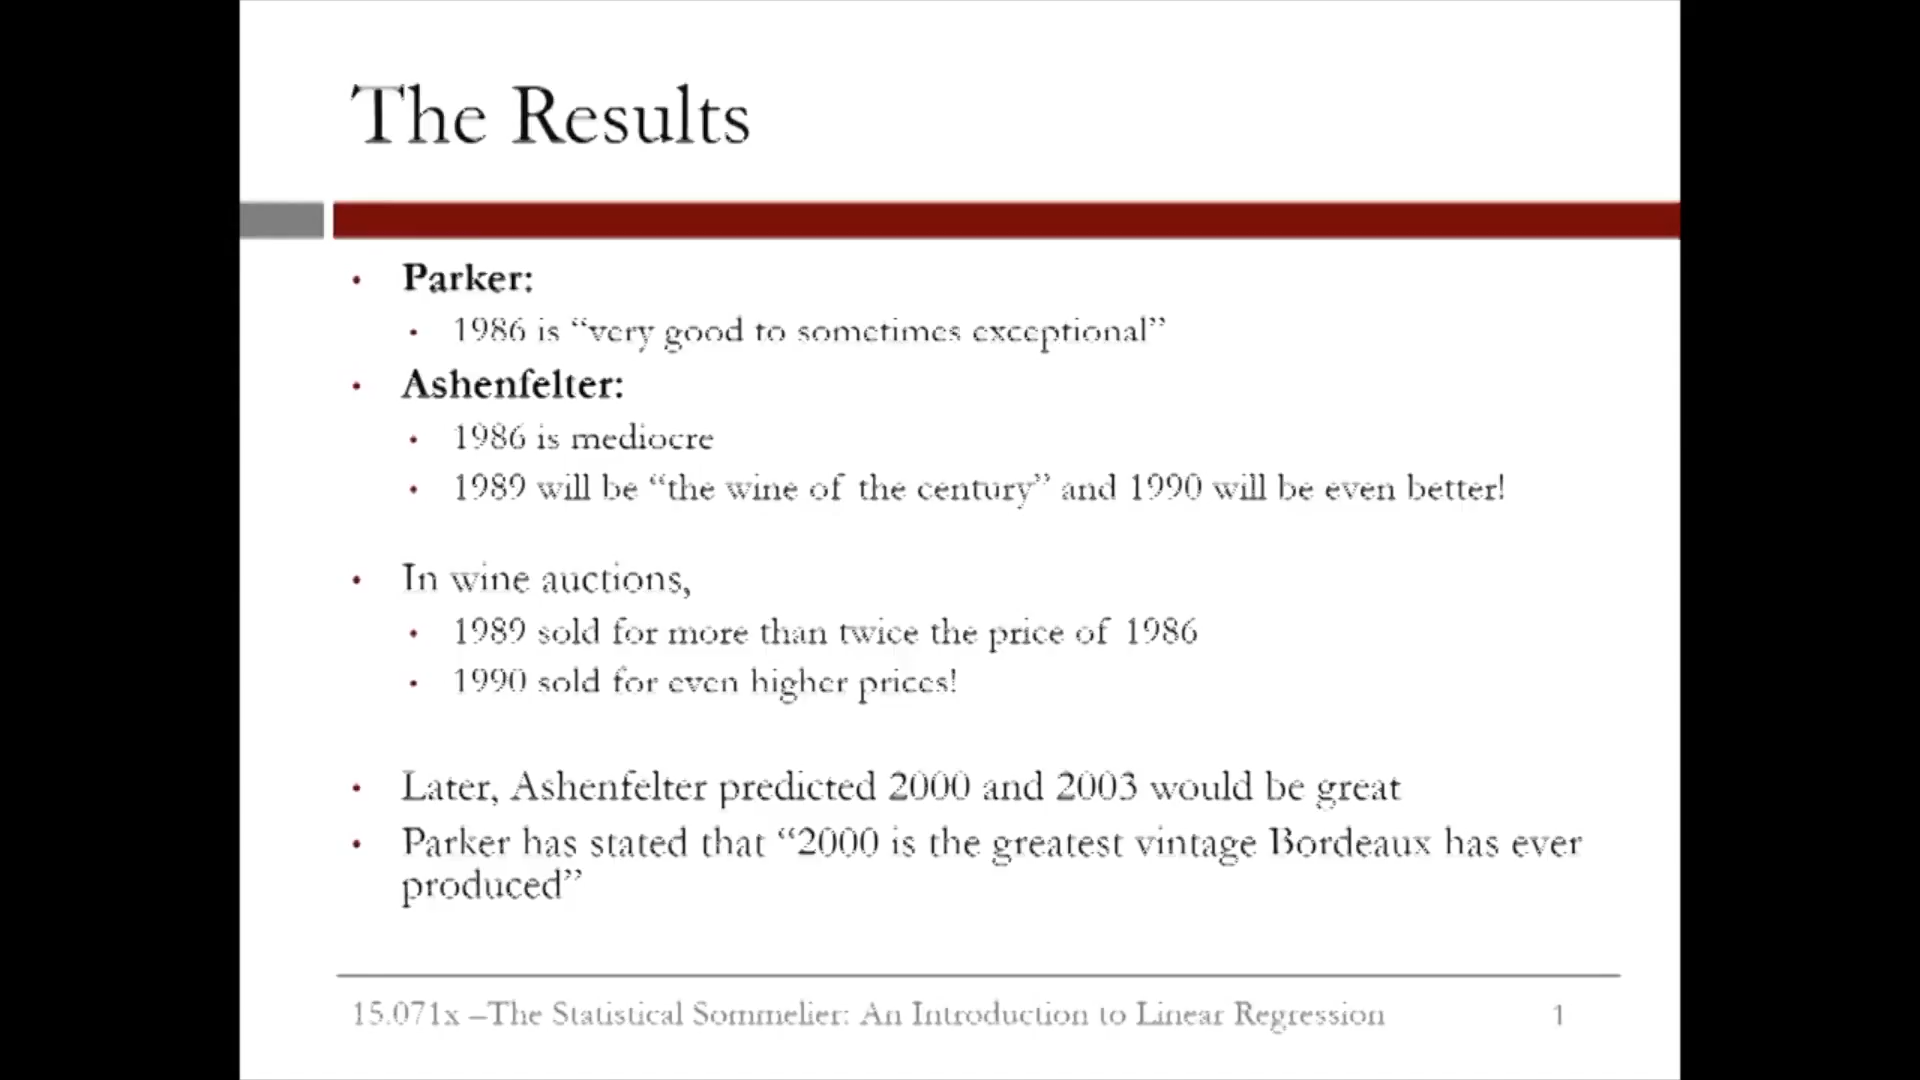 The Results
• Parker:
• 1986 is “very good to sometimes exceptional”
• Ashenfelter:
• 1986 is mediocre
• 1989 will be “the wine of the century” and 1990 will be even better!
• In wine auctions,
• 1989 sold for more than twice the price of 1986
• 1990 sold for even higher prices!
• Later, Ashenfelter predicted 2000 and 2003 would be great
• Parker has stated that “2000 is the greatest vintage Bordeaux has ever
produced”
15.071x –The Statistical Sommelier: An Introduction to Linear Regression 1